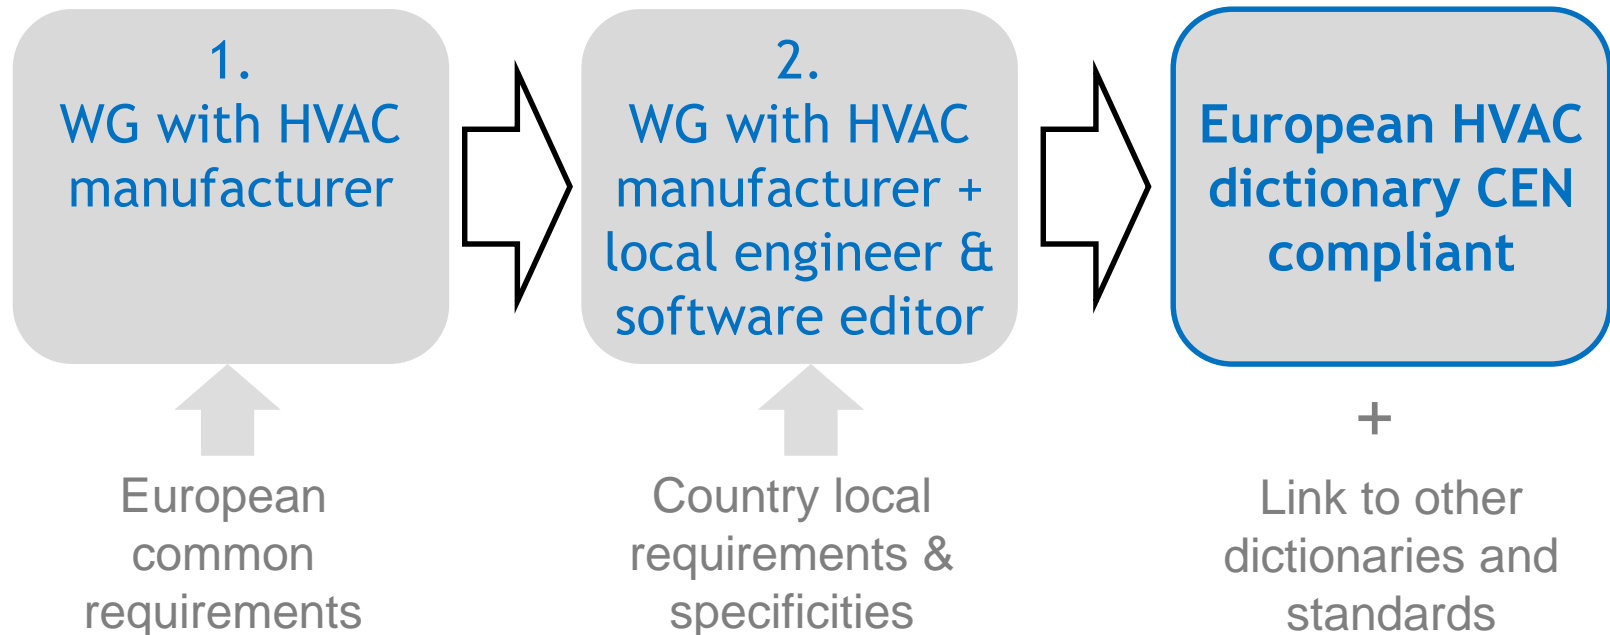 1.
WG with HVAC
manufacturer
2.
WG with HVAC
manufacturer +
local engineer &
software editor
European HVAC
dictionary CEN
compliant
European
common
requirements
Country local
requirements &
specificities
+
Link to other
dictionaries and
standards